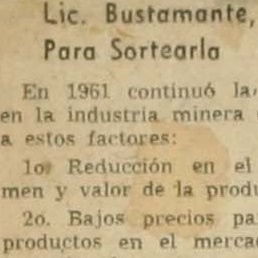 Lic. Bustamante,
Para Sortearla
En 1961 continuó la
en la industria minera
a estos factores:
1o Reducción en el
men y valor de la produ
2o. Bajos precios pa
productos en el merca